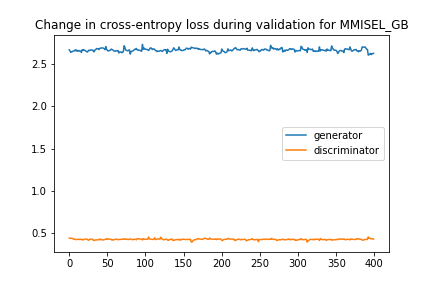 Change in cross-entropy loss during validation for MMISEL_GB
2.5
2.0
1.5
1.0
0.5
generator
discriminator
0 50 100 150 200 250 300 350 400